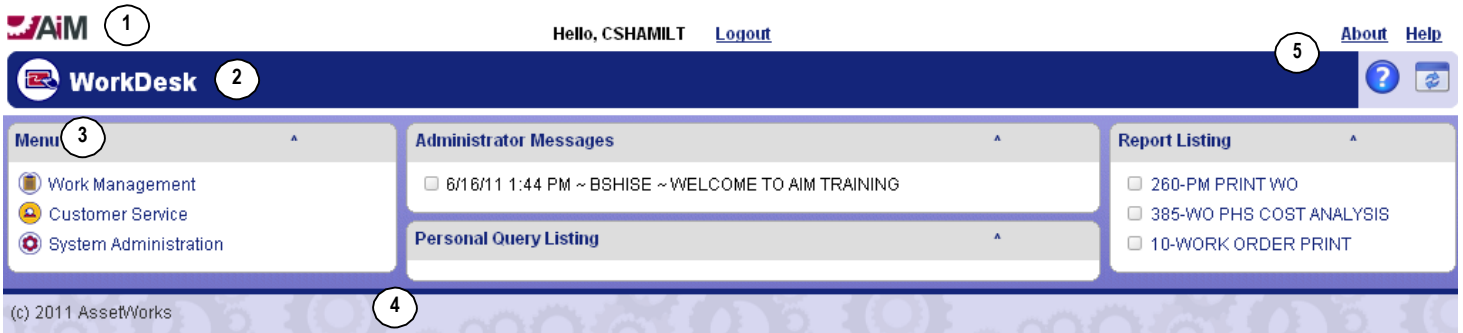 AiM 1 Hello, CSHAMILT Logout About Help
WorkDesk 2 5 ?
Menu 3 ^
Work Management
Customer Service
System Administration
Administrator Messages ^
6/16/11 1:44 PM ~ BSHISE ~ WELCOME TO AIM TRAINING
Personal Query Listing ^
Report Listing ^
260-PM PRINT WO
385-WO PHS COST ANALYSIS
10-WORK ORDER PRINT
(c) 2011 AssetWorks 4